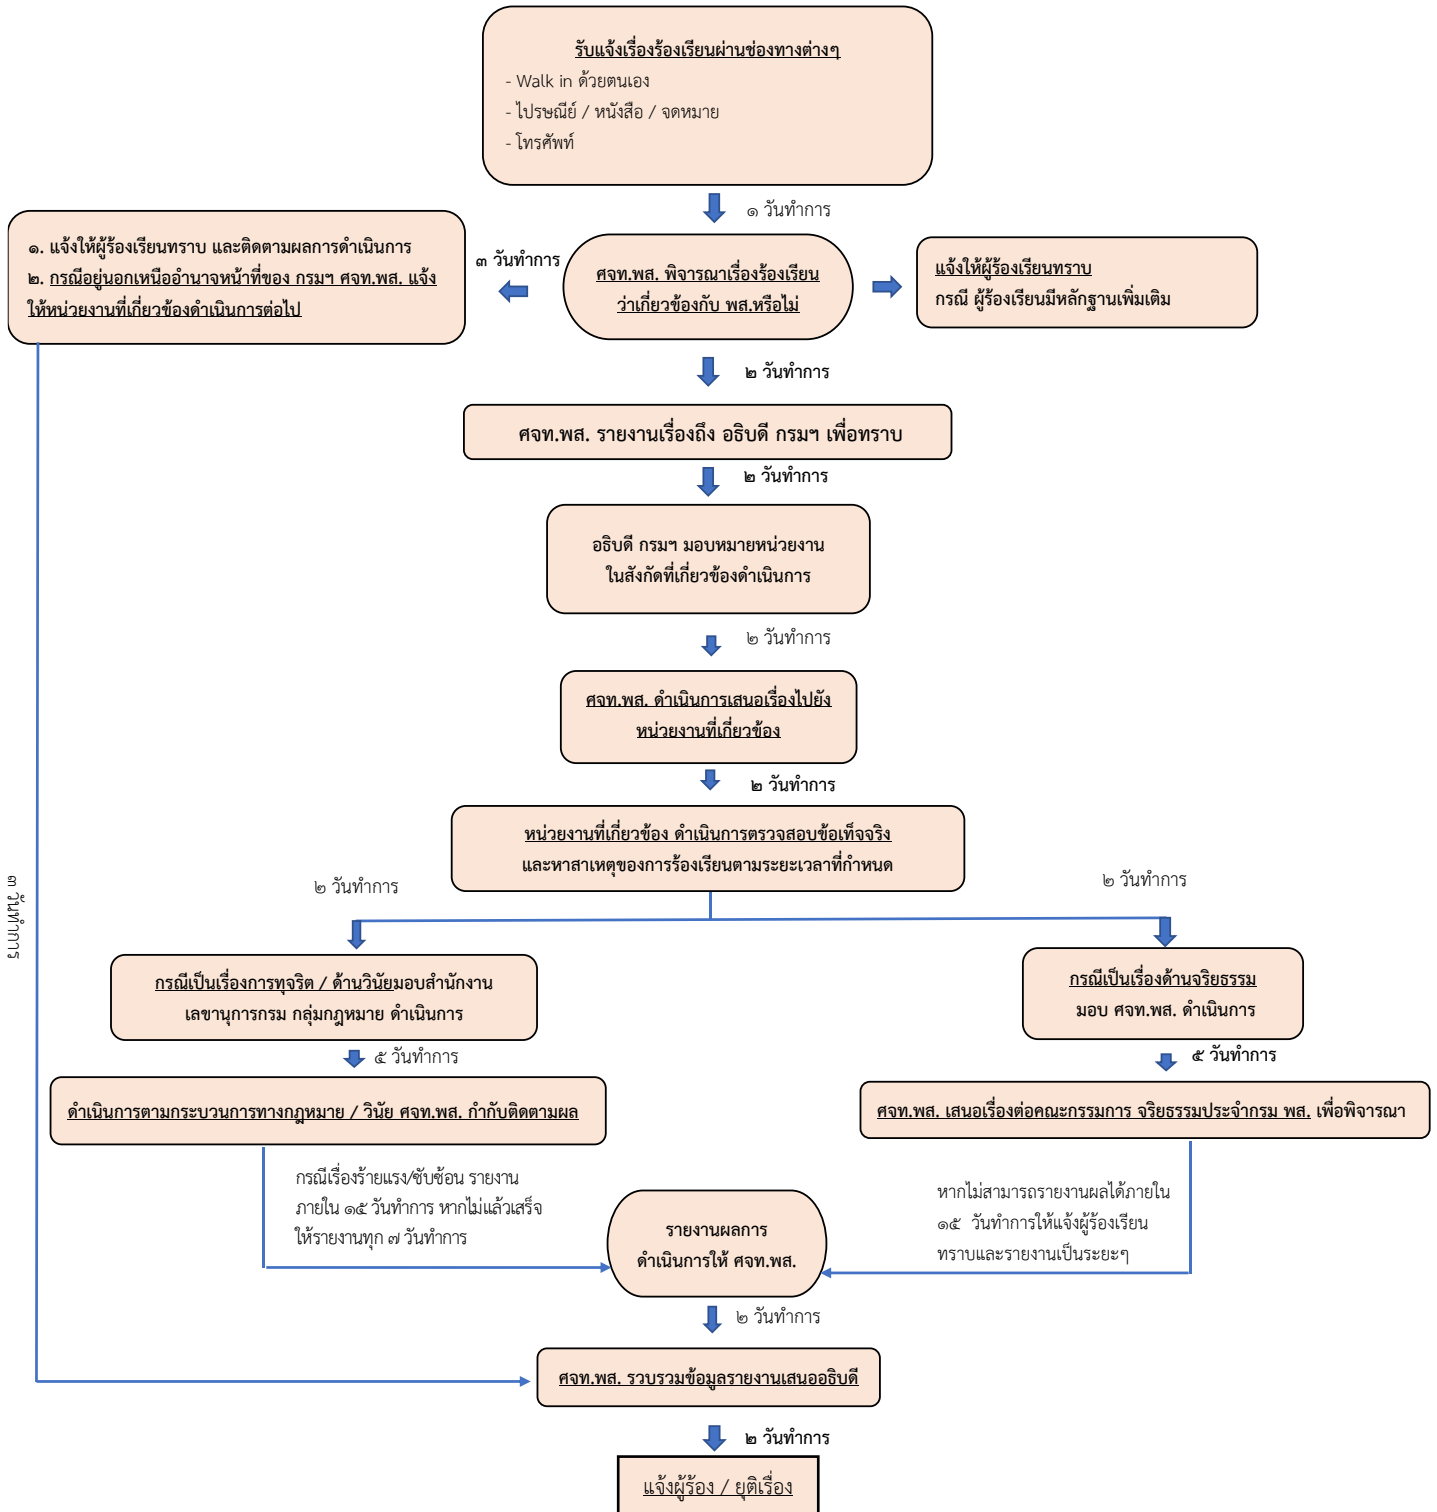 รับแจ้งเรื่องร้องเรียนผ่านช่องทางต่างๆ
- Walk in ด้วยตนเอง
- ไปรษณีย์ / หนังสือ / จดหมาย
- โทรศัพท์
๑ วันทำการ
๑. แจ้งให้ผู้ร้องเรียนทราบ และติดตามผลการดำเนินการ
๒. กรณีอยู่นอกเหนืออำนาจหน้าที่ของ กรมฯ ศจท.พส. แจ้ง
ให้หน่วยงานที่เกี่ยวข้องดำเนินการต่อไป
๓ วันทำการ
ศจท.พส. พิจารณาเรื่องร้องเรียน
ว่าเกี่ยวข้องกับ พส.หรือไม่
แจ้งให้ผู้ร้องเรียนทราบ
กรณี ผู้ร้องเรียนมีหลักฐานเพิ่มเติม
๒ วันทำการ
ศจท.พส. รายงานเรื่องถึง อธิบดี กรมฯ เพื่อทราบ
๒ วันทำการ
อธิบดี กรมฯ มอบหมายหน่วยงาน
ในสังกัดที่เกี่ยวข้องดำเนินการ
๒ วันทำการ
ศจท.พส. ดำเนินการเสนอเรื่องไปยัง
หน่วยงานที่เกี่ยวข้อง
๒ วันทำการ
หน่วยงานที่เกี่ยวข้อง ดำเนินการตรวจสอบข้อเท็จจริง
และหาสาเหตุของการร้องเรียนตามระยะเวลาที่กำหนด
๓ วันทำการ
๒ วันทำการ
๒ วันทำการ
กรณีเป็นเรื่องการทุจริต / ด้านวินัยมอบสำนักงาน
เลขานุการกรม กลุ่มกฎหมาย ดำเนินการ
กรณีเป็นเรื่องด้านจริยธรรม
มอบ ศจท.พส. ดำเนินการ
๕ วันทำการ
๕ วันทำการ
ดำเนินการตามกระบวนการทางกฎหมาย / วินัย ศจท.พส. กำกับติดตามผล
ศจท.พส. เสนอเรื่องต่อคณะกรรมการ จริยธรรมประจำกรม พส. เพื่อพิจารณา
กรณีเรื่องร้ายแรง/ซับซ้อน รายงาน
ภายใน ๑๕ วันทำการ หากไม่แล้วเสร็จ
ให้รายงานทุก ๗ วันทำการ
รายงานผลการ
ดำเนินการให้ ศจท.พส.
หากไม่สามารถรายงานผลได้ภายใน
๑๕ วันทำการให้แจ้งผู้ร้องเรียน
ทราบและรายงานเป็นระยะๆ
๒ วันทำการ
ศจท.พส. รวบรวมข้อมูลรายงานเสนออธิบดี
๒ วันทำการ
แจ้งผู้ร้อง / ยุติเรื่อง